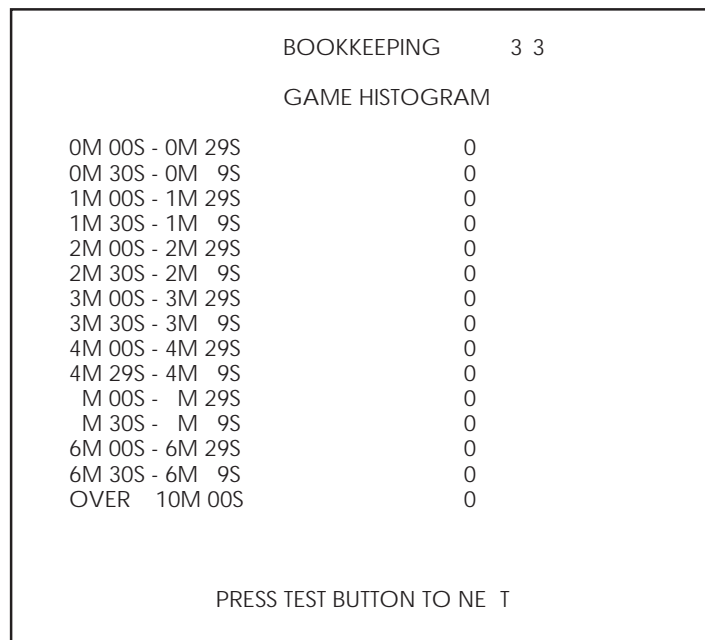 BOOKKEEPING 3 3
GAME HISTOGRAM
0M 00S - 0M 29S 0
0M 30S - 0M 9S 0
1M 00S - 1M 29S 0
1M 30S - 1M 9S 0
2M 00S - 2M 29S 0
2M 30S - 2M 9S 0
3M 00S - 3M 29S 0
3M 30S - 3M 9S 0
4M 00S - 4M 29S 0
4M 29S - 4M 9S 0
M 00S - M 29S 0
M 30S - M 9S 0
6M 00S - 6M 29S 0
6M 30S - 6M 9S 0
OVER 10M 00S 0
PRESS TEST BUTTON TO NE T